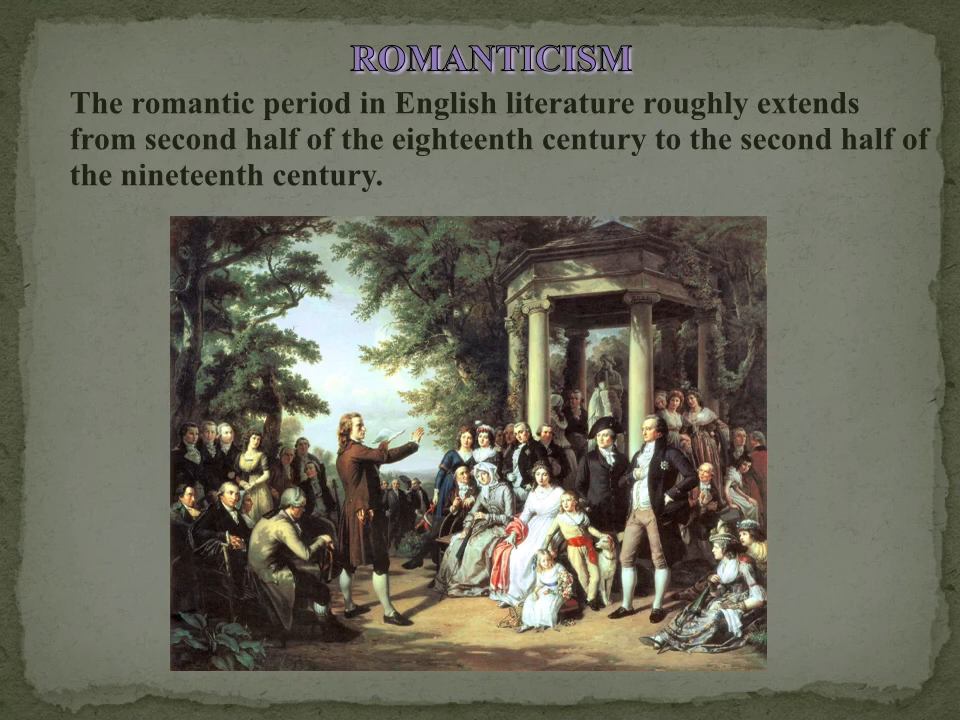 ROMANTICISM
The romantic period in English literature roughly extends
from second half of the eighteenth century to the second half of
the nineteenth century.